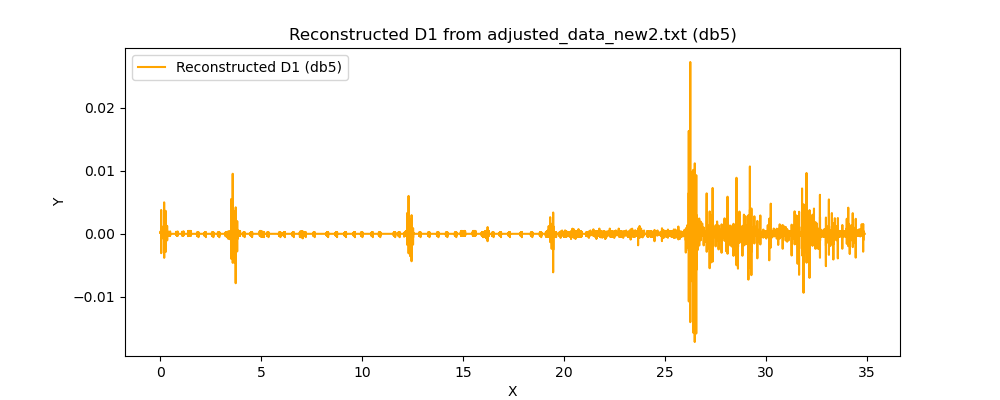 Reconstructed D1 from adjusted_data_new2.txt (db5)
Reconstructed D1 (db5)
0.02
0.01
0.00
−0.01
Y
0 5 10 15 20 25 30 35
X